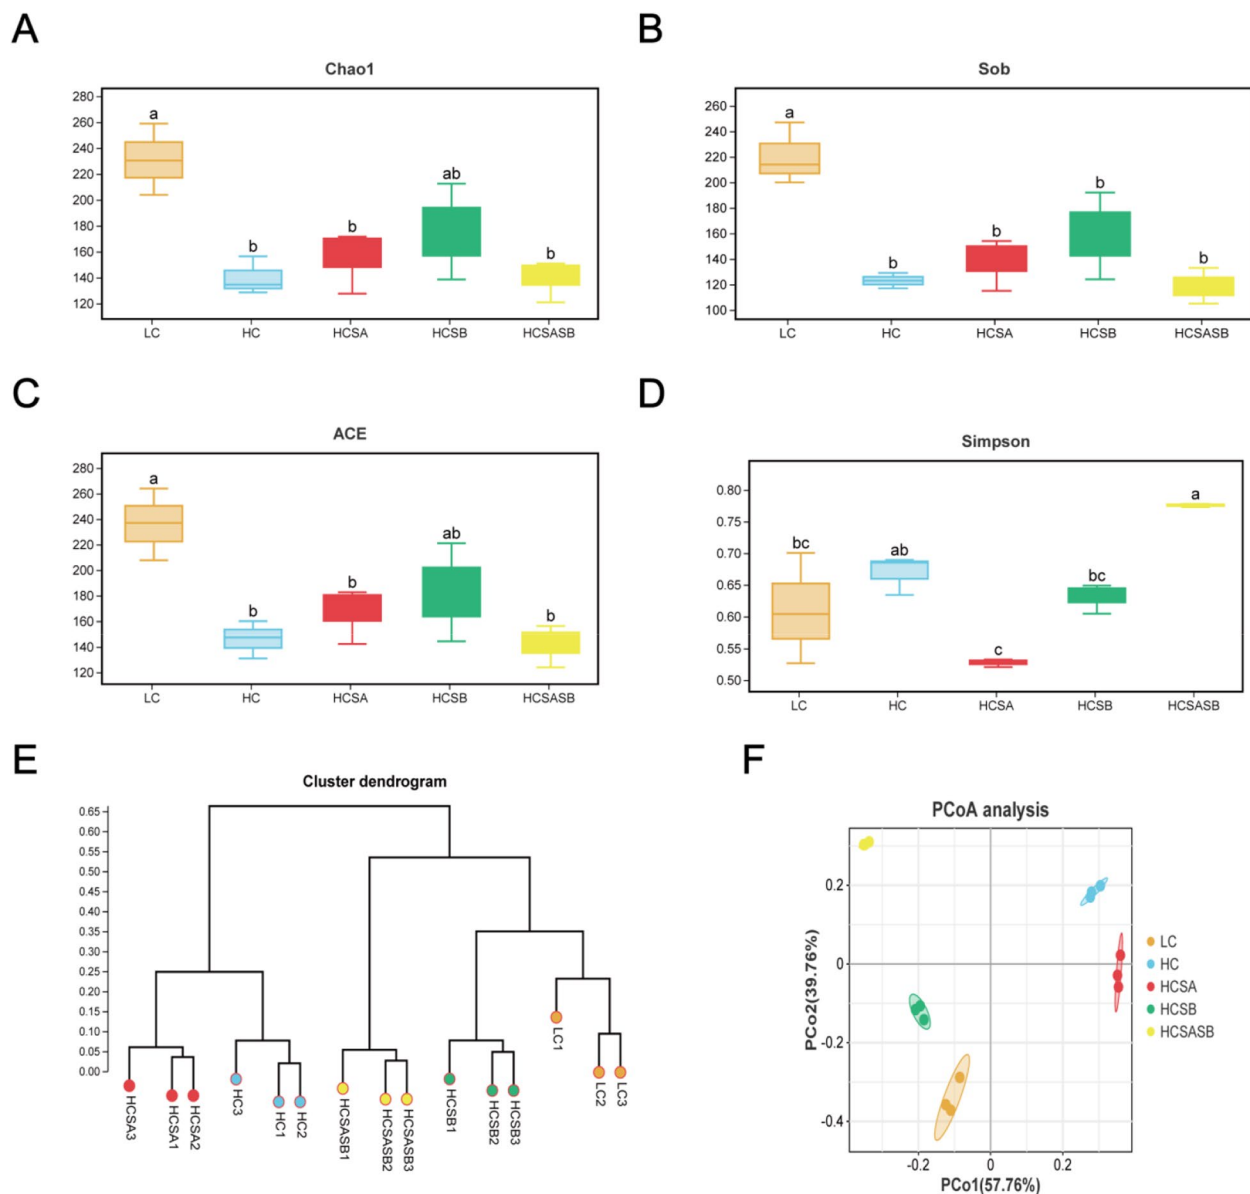 A
Chao1
280
260
240
220
200
180
160
140
120
a
b
b
ab
b
LC
HC
HCSA
HCSB
HCSASB
B
Sob
260
240
220
200
180
160
140
120
100
a
b
b
b
b
LC
HC
HCSA
HCSB
HCSASB
C
ACE
280
260
240
220
200
180
160
140
120
a
b
b
ab
b
LC
HC
HCSA
HCSB
HCSASB
D
Simpson
0.80
0.75
0.70
0.65
0.60
0.55
0.50
bc
ab
c
bc
a
LC
HC
HCSA
HCSB
HCSASB
E
Cluster dendrogram
0.65
0.60
0.55
0.50
0.45
0.40
0.35
0.30
0.25
0.20
0.15
0.10
0.05
0.00
HCSA3
HCSA1
HCSA2
HC3
HC1
HC2
HCSASB1
HCSASB2
HCSASB3
HCSB1
HCSB2
HCSB3
LC1
LC2
LC3
F
PCoA analysis
PCo2(39.76%)
0.2
0
-0.2
-0.4
-0.2
0
0.2
PCo1(57.76%)
LC
HC
HCSA
HCSB
HCSASB